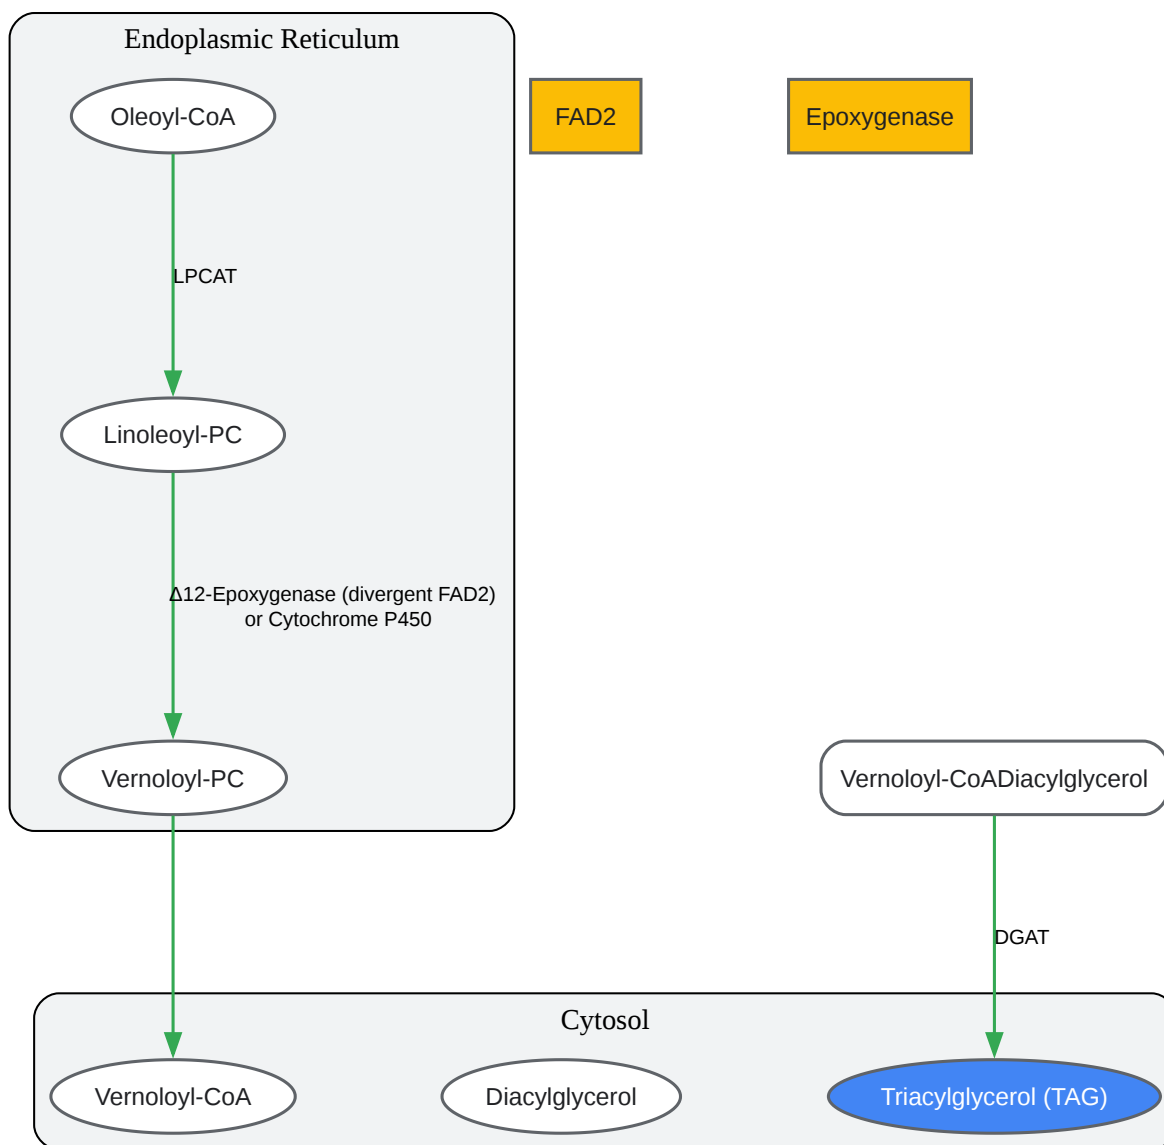 Endoplasmic Reticulum
Oleoyl-CoA
FAD2
Epoxygenase
LPCAT
Linoleoyl-PC
Δ12-Epoxygenase (divergent FAD2)
or Cytochrome P450
Vernoloyl-PC
Vernoloyl-CoADiacylglycerol
DGAT
Cytosol
Vernoloyl-CoA
Diacylglycerol
Triacylglycerol (TAG)